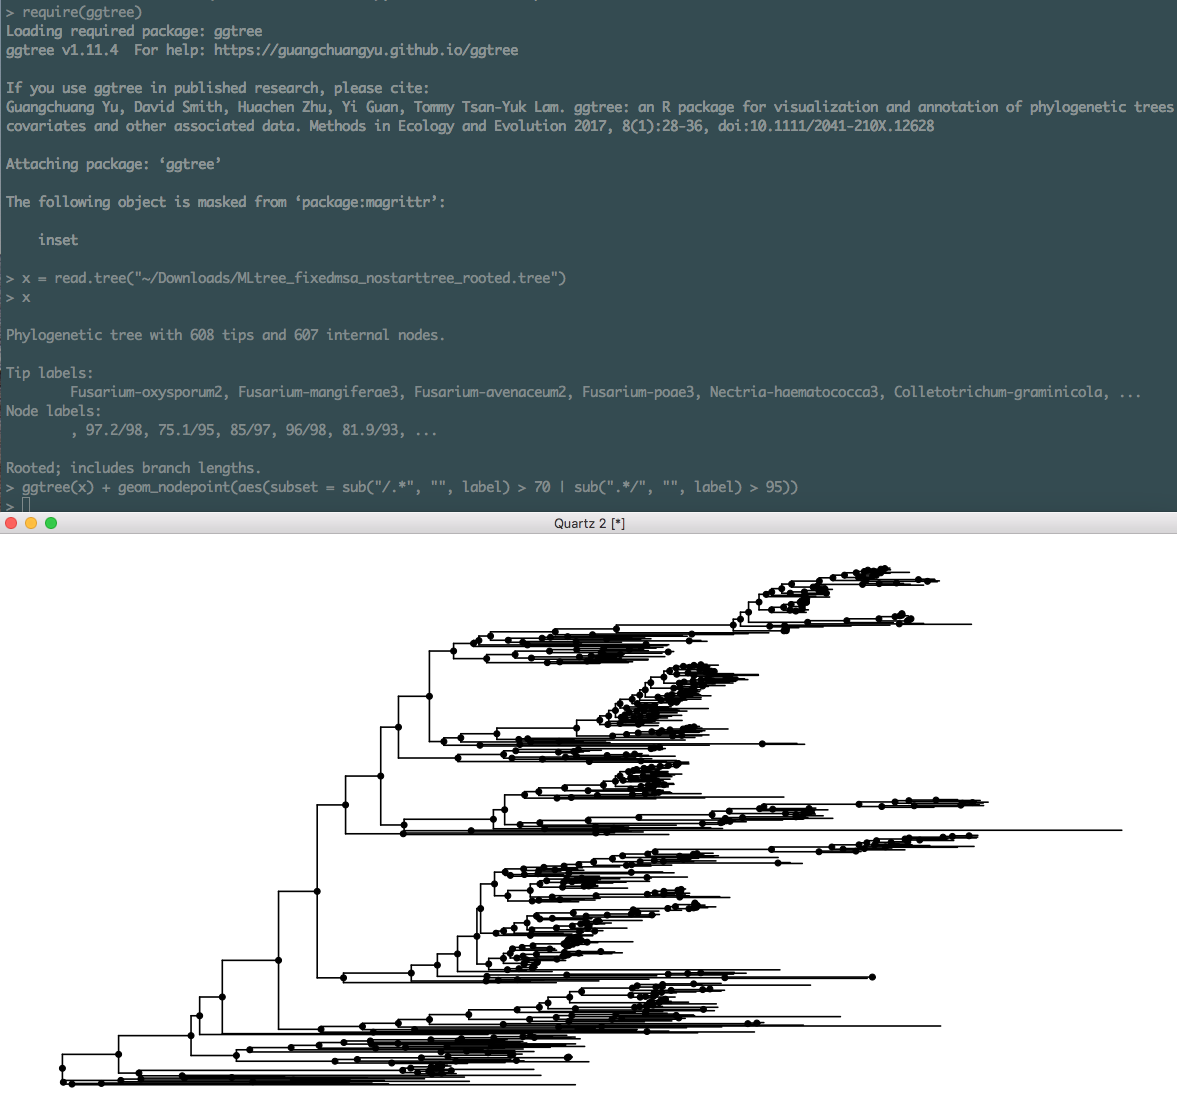 > require(ggtree)
Loading required package: ggtree
ggtree v1.11.4  For help: https://guangchuangyu.github.io/ggtree
If you use ggtree in published research, please cite:
Guangchuang Yu, David Smith, Huachen Zhu, Yi Guan, Tommy Tsan-Yuk Lam. ggtree: an R package for visualization and annotation of phylogenetic trees
covariates and other associated data. Methods in Ecology and Evolution 2017, 8(1):28-36, doi:10.1111/2041-210X.12628
Attaching package: ‘ggtree’
The following object is masked from ‘package:magrittr’:
inset
> x = read.tree("~/Downloads/MLtree_fixedmsa_nostarttree_rooted.tree")
> x
Phylogenetic tree with 608 tips and 607 internal nodes.
Tip labels:
Fusarium-oxysporum2, Fusarium-mangiferae3, Fusarium-avenaceum2, Fusarium-poae3, Nectria-haematococca3, Colletotrichum-graminicola, ...
Node labels:
, 97.2/98, 75.1/95, 85/97, 96/98, 81.9/93, ...
Rooted; includes branch lengths.
> ggtree(x) + geom_nodepoint(aes(subset = sub("/.*", "", label) > 70 | sub(".*/", "", label) > 95))
>
Quartz 2 [*]